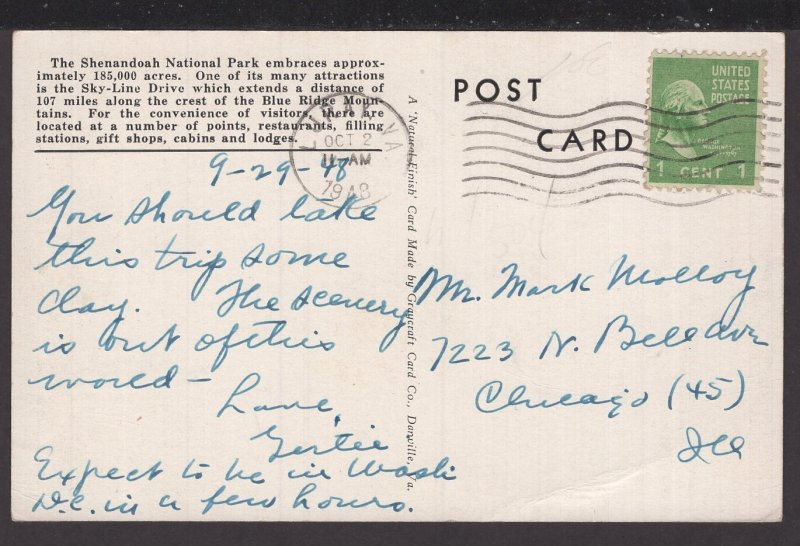 The Shenandoah National Park embraces approx-
imately 185,000 acres. One of its many attractions
is the Sky-Line Drive which extends a distance of
107 miles along the crest of the Blue Ridge Moun-
tains. For the convenience of visitors there are
located at a number of points, restaurants, filling
stations, gift shops, cabins and lodges.
9-29-48
You should take
this trip some
day. The scenery
is out of this
world-
Love,
Gertie
Expect to be in Wash
D.C. in a few hours.
A 'Natural Finish' Card Made by Graycraft Card Co., Danville, Va.
LURAY, VA.
OCT 2
11-AM
1948
POST
CARD
UNITED
STATES
POSTAGE
GEORGE
WASHINGTON
1 CENT 1
Mr. Mark Molloy
7223 N. Bell Ave
Chicago (45)
Ill